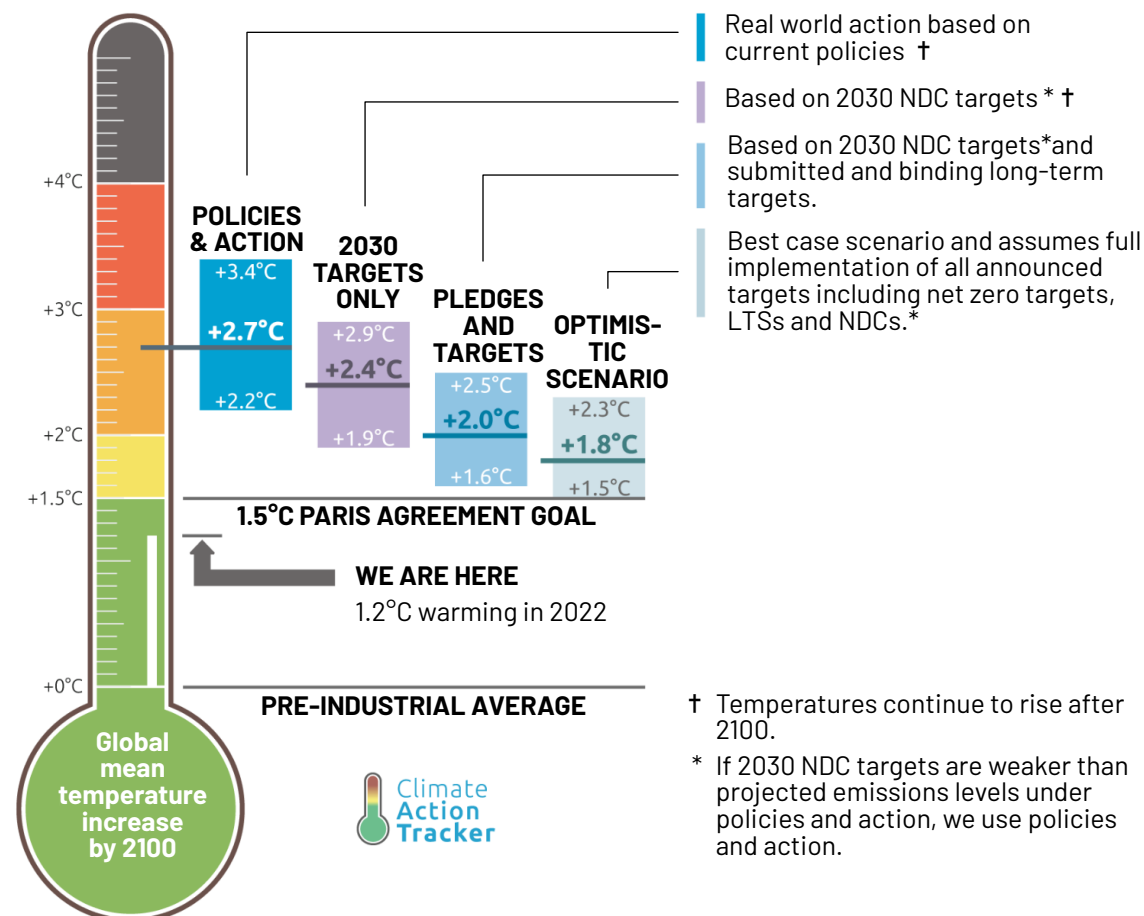 Real world action based on
current policies †
Based on 2030 NDC targets * †
Based on 2030 NDC targets*and
submitted and binding long-term
targets.
Best case scenario and assumes full
implementation of all announced
targets including net zero targets,
LTSs and NDCs.*
+4°C
+3°C
+2°C
+1.5°C
+0°C
POLICIES
& ACTION
+3.4°C
+2.7°C
+2.2°C
2030
TARGETS
ONLY
+2.9°C
+2.4°C
+1.9°C
PLEDGES
AND
TARGETS
+2.5°C
+2.0°C
+1.6°C
OPTIMIS-
TIC
SCENARIO
+2.3°C
+1.8°C
+1.5°C
1.5°C PARIS AGREEMENT GOAL
WE ARE HERE
1.2°C warming in 2022
PRE-INDUSTRIAL AVERAGE
Global
mean
temperature
increase
by 2100
Climate
Action
Tracker
† Temperatures continue to rise after
2100.
* If 2030 NDC targets are weaker than
projected emissions levels under
policies and action, we use policies
and action.